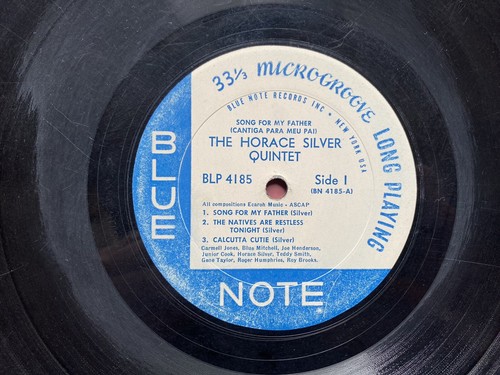 33⅓ MICROGROOVE LONG PLAYING
BLUE NOTE RECORDS INC • NEW YORK USA
SONG FOR MY FATHER
(CANTIGA PARA MEU PAI)
THE HORACE SILVER
QUINTET
BLP 4185 Side 1
(BN 4185-A)
All compositions Ecaroh Music - ASCAP
1. SONG FOR MY FATHER (Silver)
2. THE NATIVES ARE RESTLESS
TONIGHT (Silver)
3. CALCUTTA CUTIE (Silver)
Carmell Jones, Blue Mitchell, Joe Henderson,
Junior Cook, Horace Silver, Teddy Smith,
Gene Taylor, Roger Humphries, Roy Brooks.
BLUE
NOTE